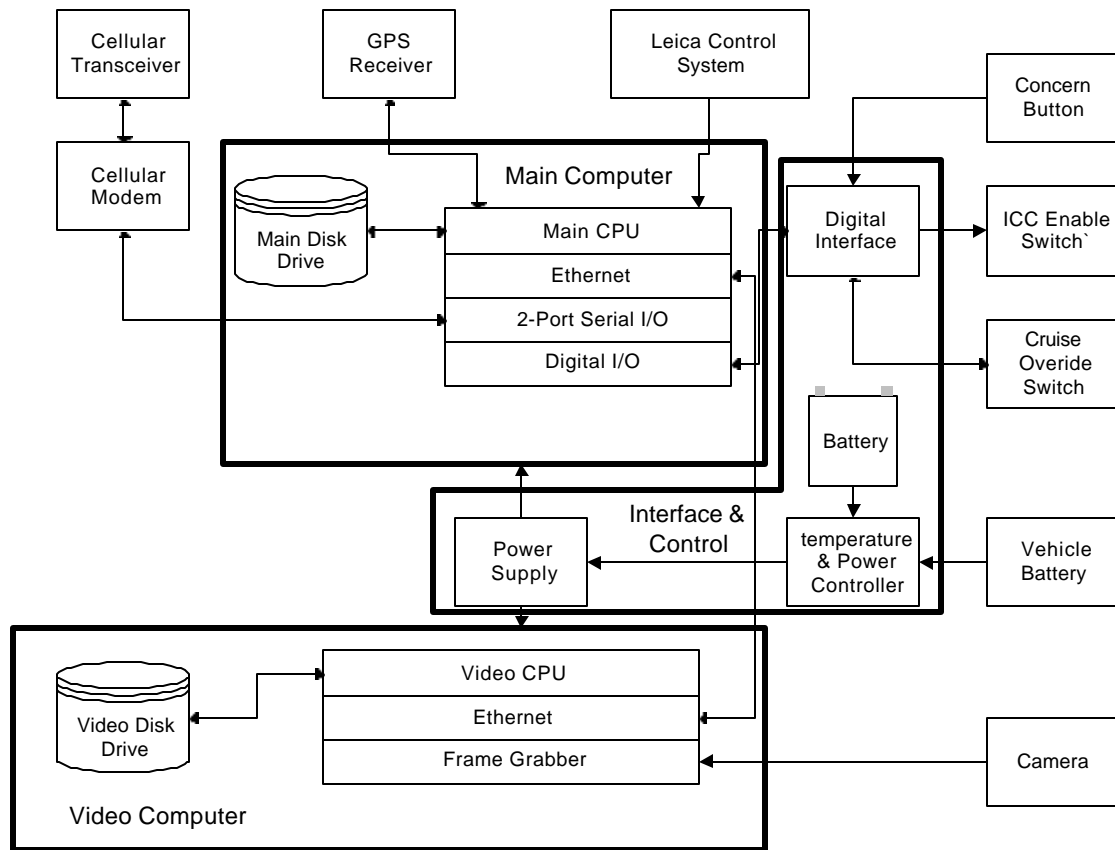 Cellular
Transceiver
GPS
Receiver
Leica Control
System
Concern
Button
Cellular
Modem
Main Computer
Main Disk
Drive
Main CPU
Ethernet
2-Port Serial I/O
Digital I/O
Digital
Interface
ICC Enable
Switch`
Cruise
Overide
Switch
Battery
Interface &
Control
Power
Supply
temperature
& Power
Controller
Vehicle
Battery
Video CPU
Ethernet
Frame Grabber
Video Disk
Drive
Camera
Video Computer